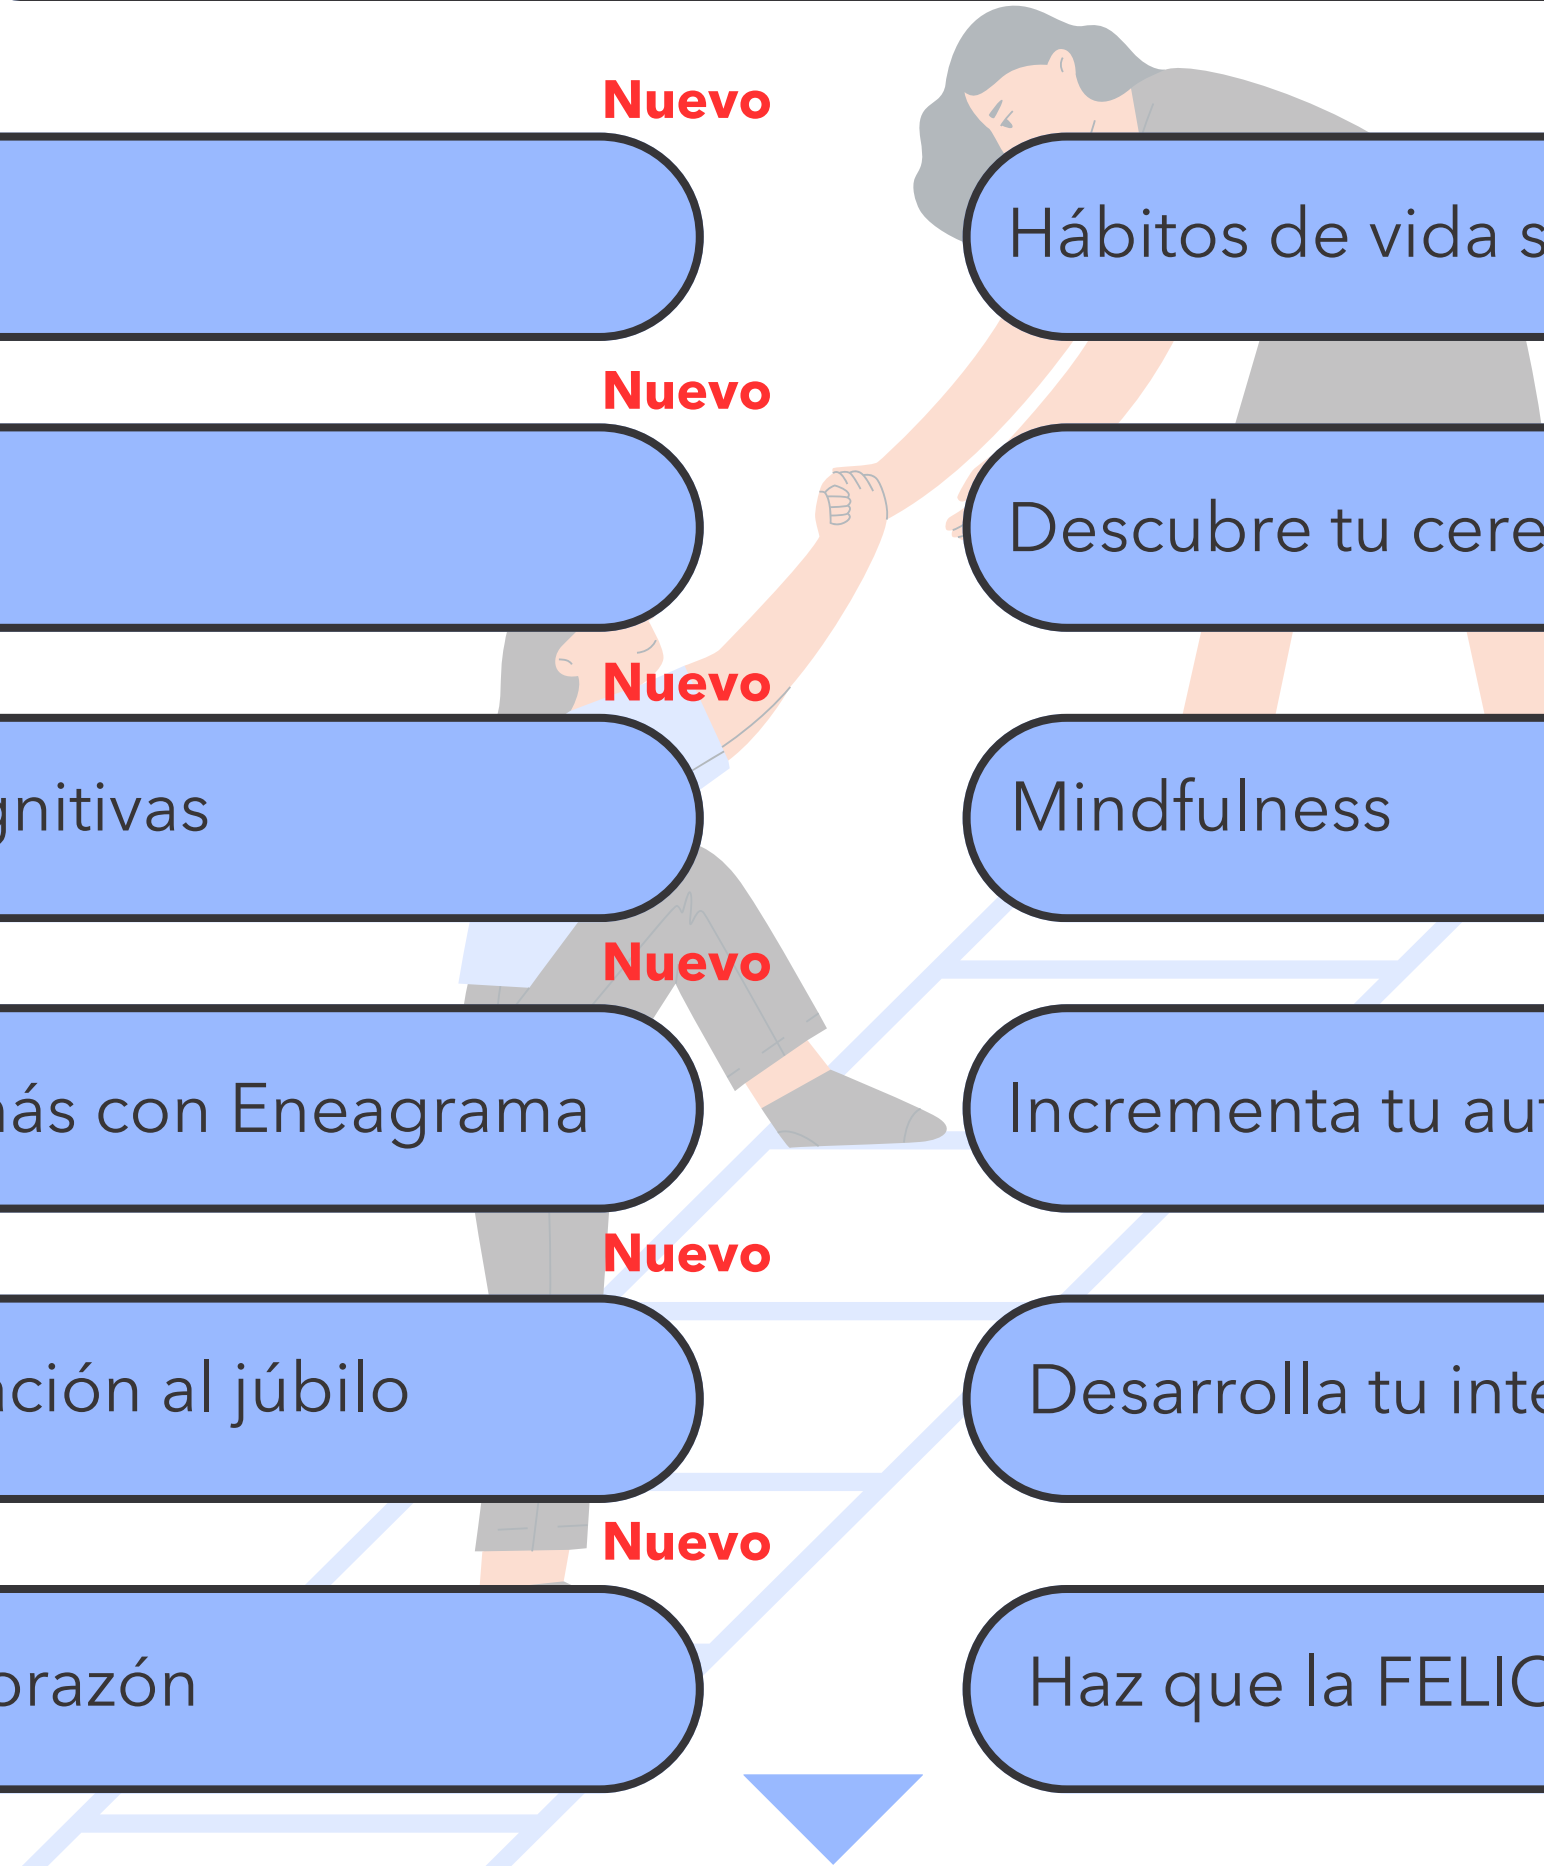 Nuevo
Hábitos de vida s
Nuevo
Descubre tu cere
Nuevo
gnitivas
Mindfulness
Nuevo
más con Eneagrama
Incrementa tu aut
Nuevo
ación al júbilo
Desarrolla tu inte
Nuevo
orazón
Haz que la FELIC